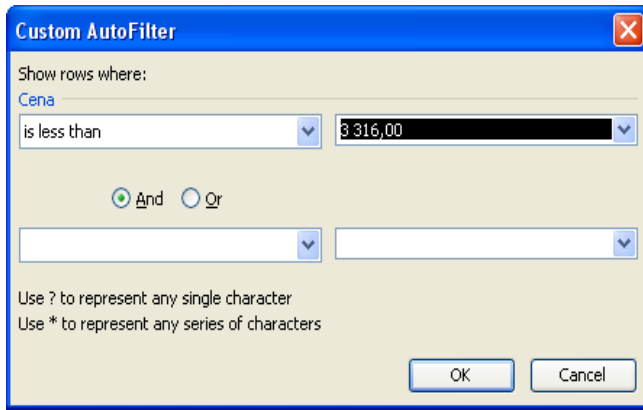 Custom AutoFilter
Show rows where:
Cena
is less than 3 316,00
And Or
Use ? to represent any single character
Use * to represent any series of characters
OK Cancel